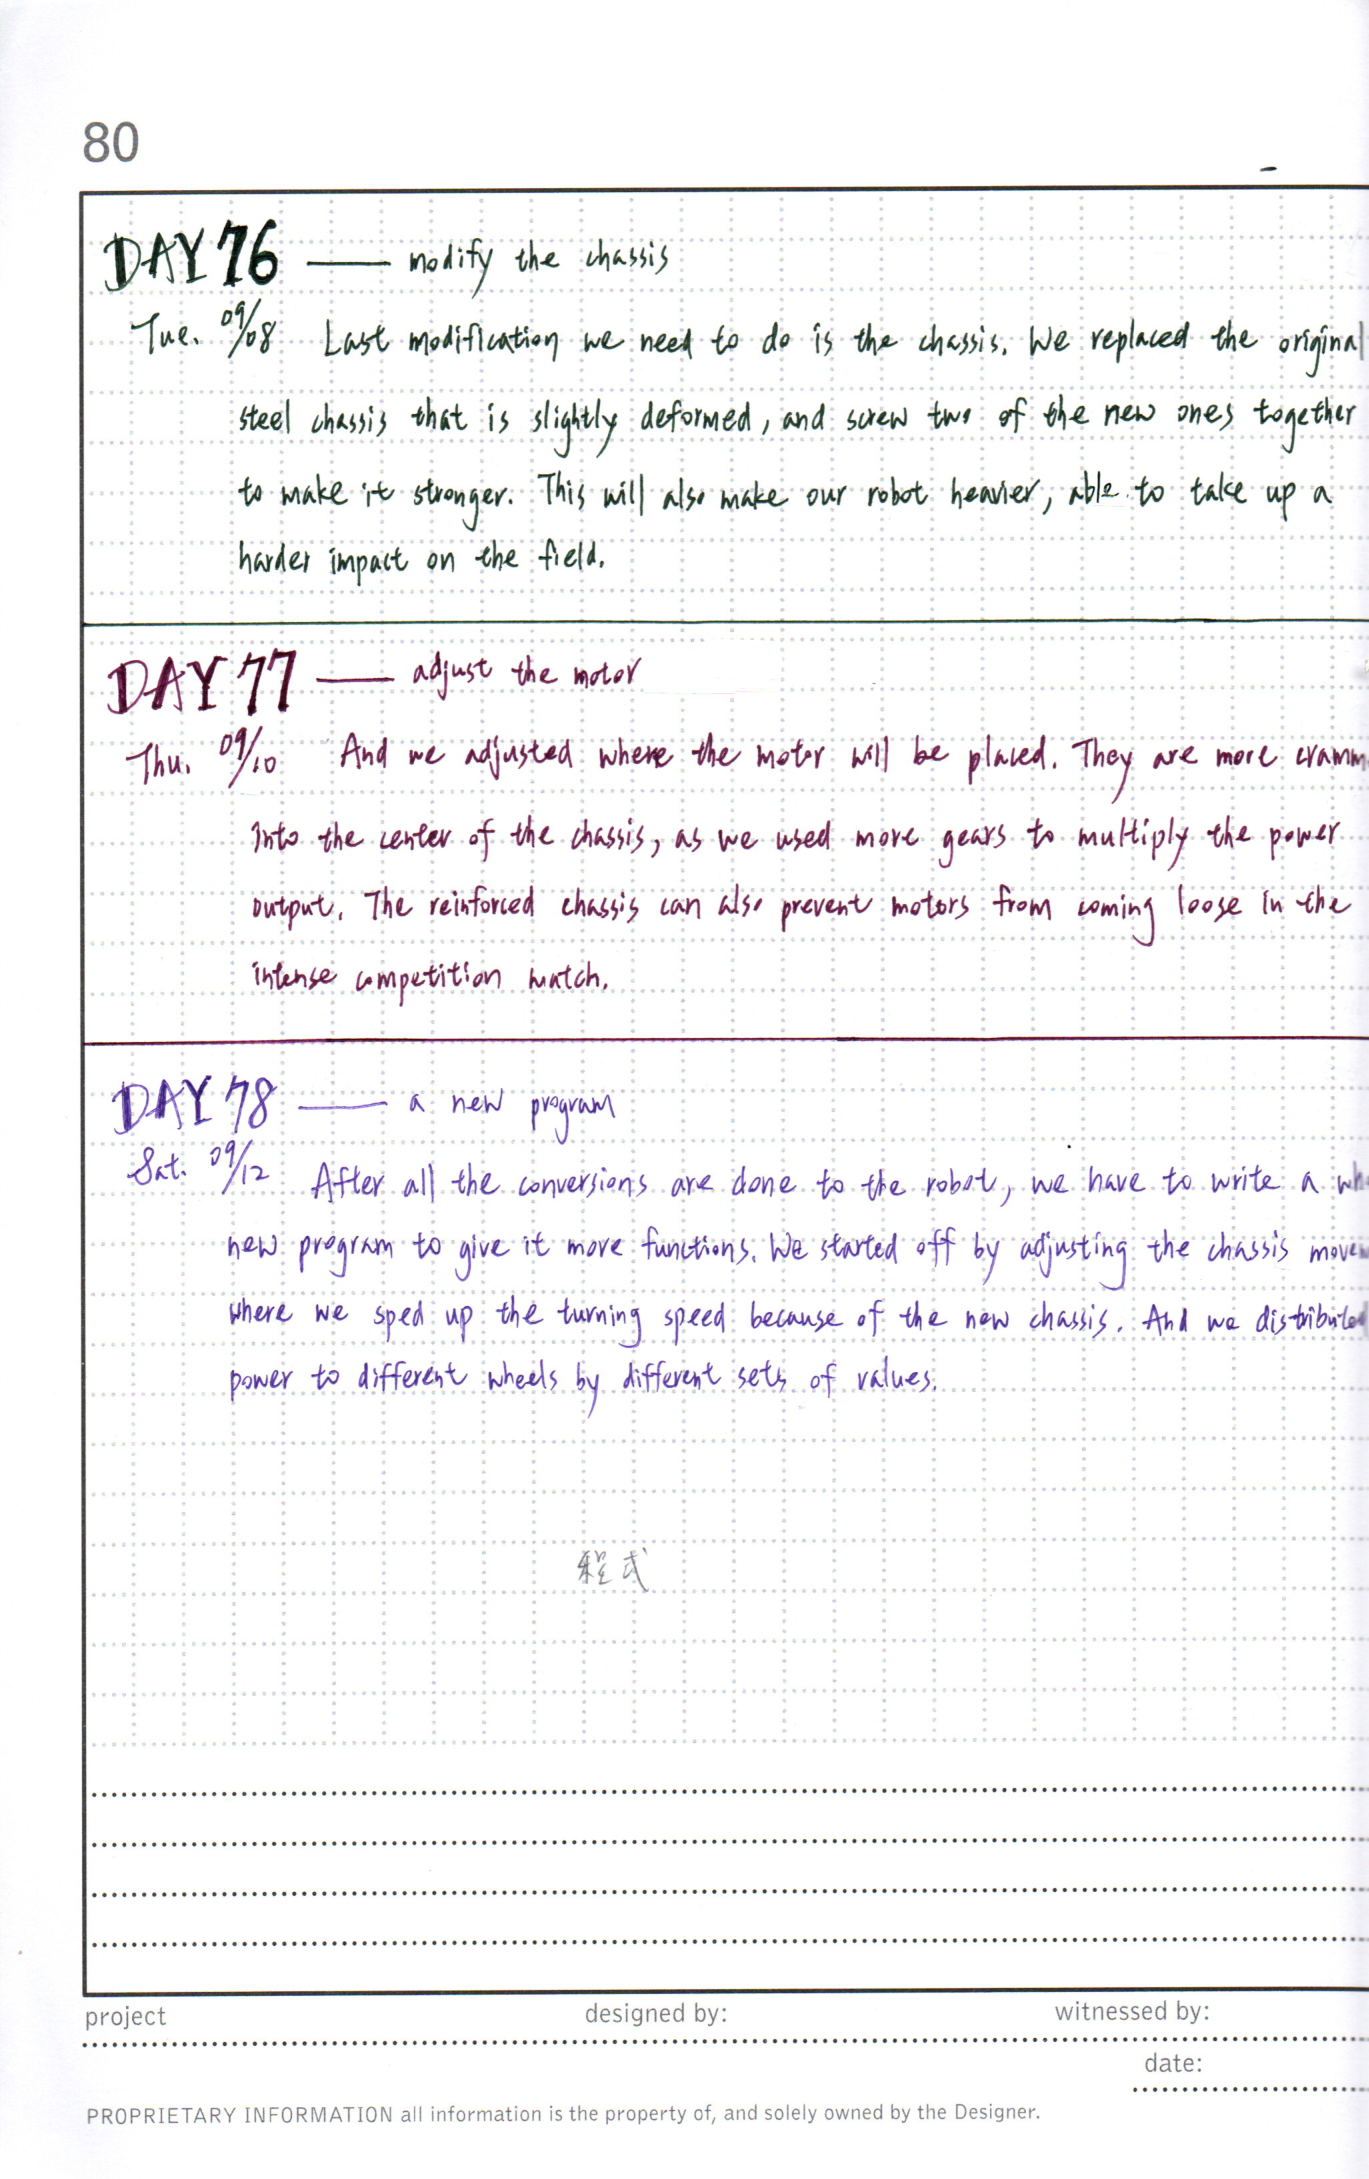 80
DAY 76 —— modify the chassis
Tue. 09/08 Last modification we need to do is the chassis. We replaced the original
steel chassis that is slightly deformed, and screw two of the new ones together
to make it stronger. This will also make our robot heavier, able to take up a
harder impact on the field.
DAY 77 —— adjust the motor
Thu. 09/10 And we adjusted where the motor will be placed. They are more cramm
into the center of the chassis, as we used more gears to multiply the power
output. The reinforced chassis can also prevent motors from coming loose in the
intense competition match.
DAY 78 —— a new program
Sat. 09/12 After all the conversions are done to the robot, we have to write a wh
new program to give it more functions. We started off by adjusting the chassis move
where we sped up the turning speed because of the new chassis. And we distributed
power to different wheels by different sets of values.
程式
project designed by: witnessed by:
date:
PROPRIETARY INFORMATION all information is the property of, and solely owned by the Designer.